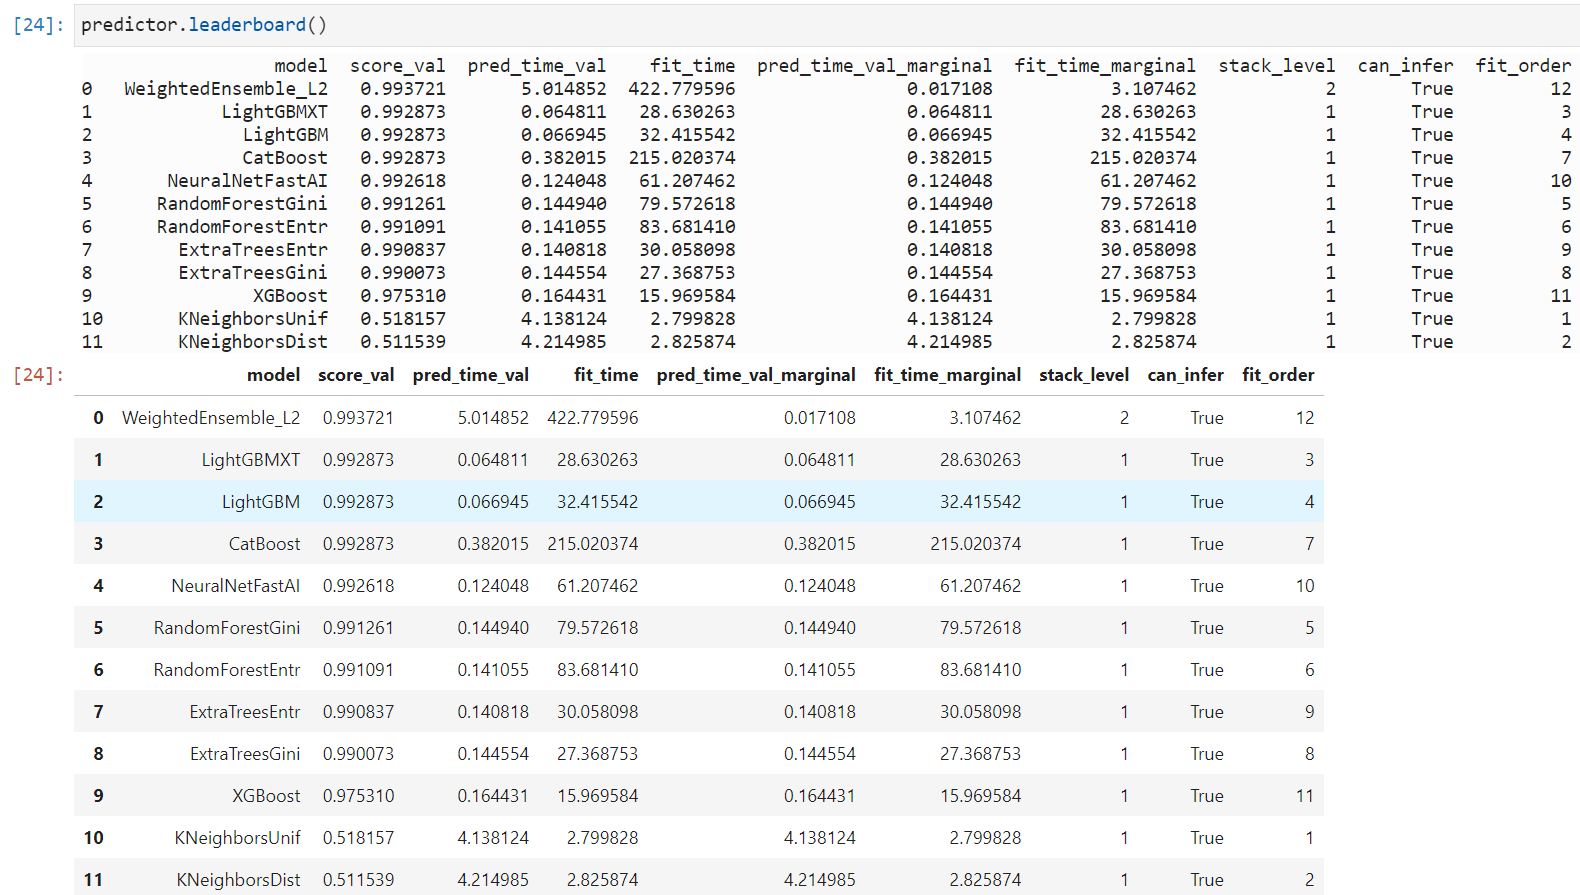 [24]: predictor.leaderboard()
model score_val pred_time_val fit_time pred_time_val_marginal fit_time_marginal stack_level can_infer fit_order
0 WeightedEnsemble_L2 0.993721 5.014852 422.779596 0.017108 3.107462 2 True 12
1 LightGBMXT 0.992873 0.064811 28.630263 0.064811 28.630263 1 True 3
2 LightGBM 0.992873 0.066945 32.415542 0.066945 32.415542 1 True 4
3 CatBoost 0.992873 0.382015 215.020374 0.382015 215.020374 1 True 7
4 NeuralNetFastAI 0.992618 0.124048 61.207462 0.124048 61.207462 1 True 10
5 RandomForestGini 0.991261 0.144940 79.572618 0.144940 79.572618 1 True 5
6 RandomForestEntr 0.991091 0.141055 83.681410 0.141055 83.681410 1 True 6
7 ExtraTreesEntr 0.990837 0.140818 30.058098 0.140818 30.058098 1 True 9
8 ExtraTreesGini 0.990073 0.144554 27.368753 0.144554 27.368753 1 True 8
9 XGBoost 0.975310 0.164431 15.969584 0.164431 15.969584 1 True 11
10 KNeighborsUnif 0.518157 4.138124 2.799828 4.138124 2.799828 1 True 1
11 KNeighborsDist 0.511539 4.214985 2.825874 4.214985 2.825874 1 True 2
[24]: model score_val pred_time_val fit_time pred_time_val_marginal fit_time_marginal stack_level can_infer fit_order
0 WeightedEnsemble_L2 0.993721 5.014852 422.779596 0.017108 3.107462 2 True 12
1 LightGBMXT 0.992873 0.064811 28.630263 0.064811 28.630263 1 True 3
2 LightGBM 0.992873 0.066945 32.415542 0.066945 32.415542 1 True 4
3 CatBoost 0.992873 0.382015 215.020374 0.382015 215.020374 1 True 7
4 NeuralNetFastAI 0.992618 0.124048 61.207462 0.124048 61.207462 1 True 10
5 RandomForestGini 0.991261 0.144940 79.572618 0.144940 79.572618 1 True 5
6 RandomForestEntr 0.991091 0.141055 83.681410 0.141055 83.681410 1 True 6
7 ExtraTreesEntr 0.990837 0.140818 30.058098 0.140818 30.058098 1 True 9
8 ExtraTreesGini 0.990073 0.144554 27.368753 0.144554 27.368753 1 True 8
9 XGBoost 0.975310 0.164431 15.969584 0.164431 15.969584 1 True 11
10 KNeighborsUnif 0.518157 4.138124 2.799828 4.138124 2.799828 1 True 1
11 KNeighborsDist 0.511539 4.214985 2.825874 4.214985 2.825874 1 True 2